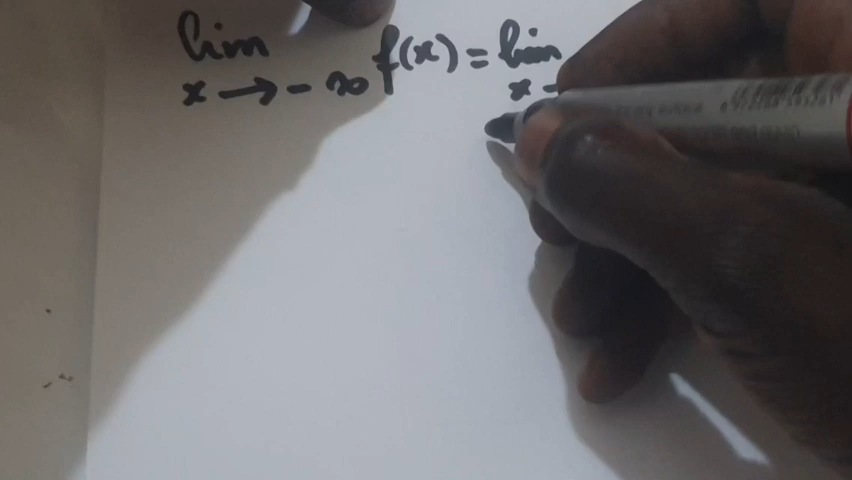 lim f(x) = lim
x → - ∞ x -